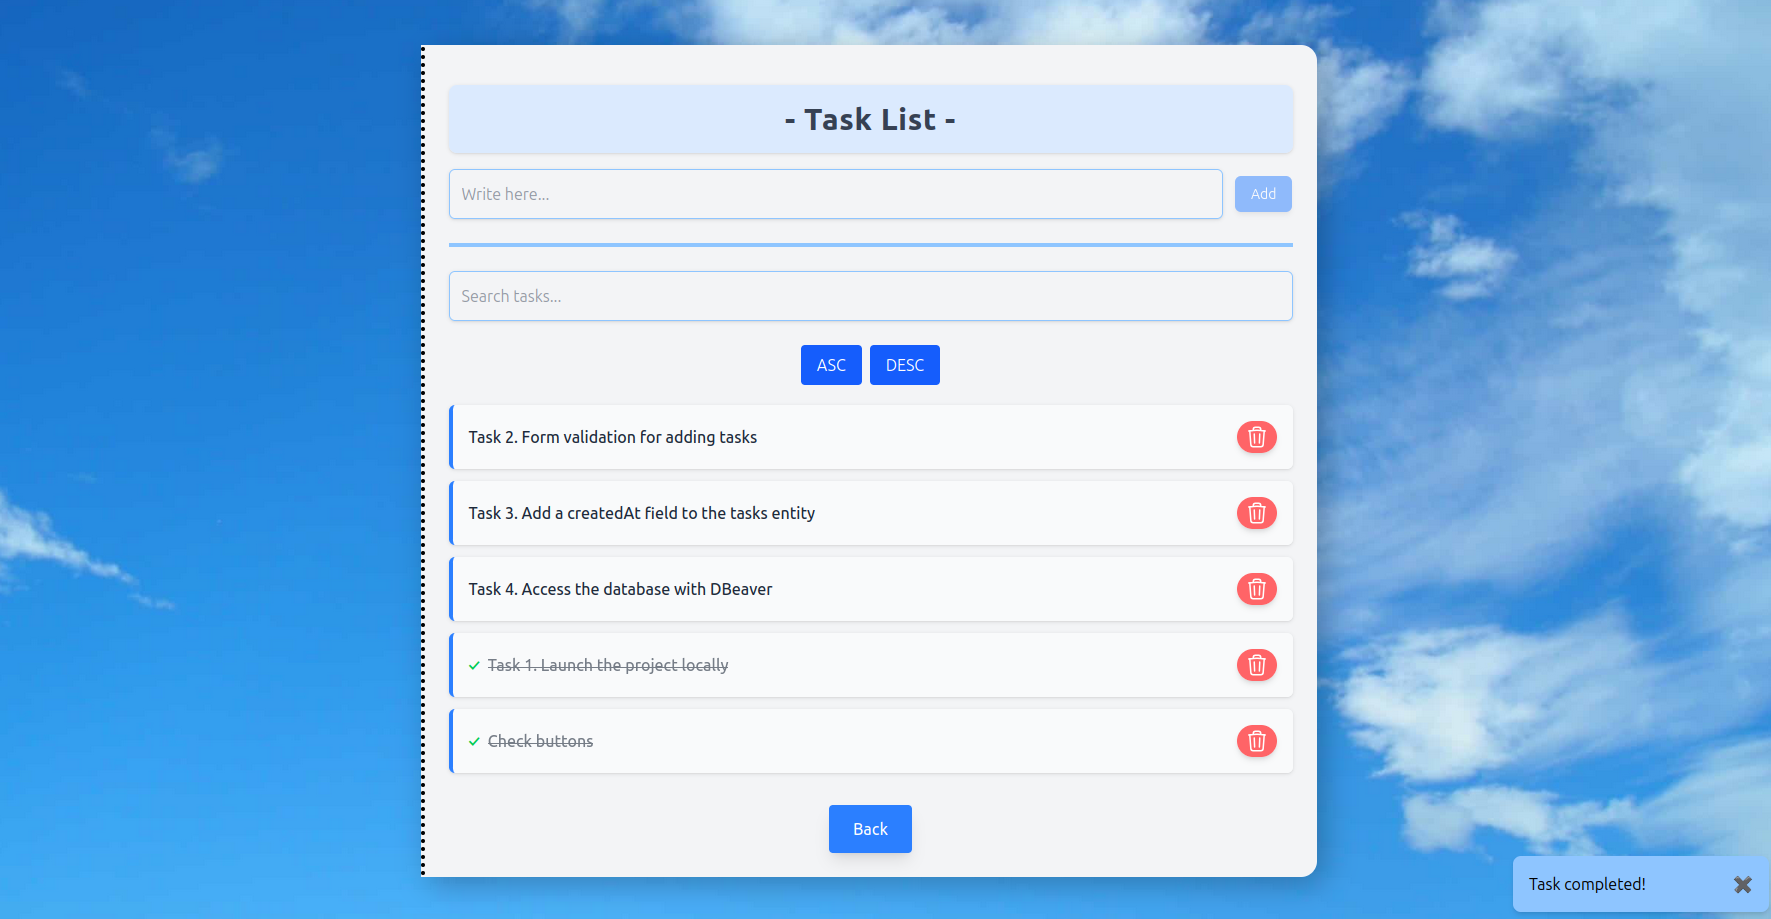 - Task List -
Write here...
Add
Search tasks...
ASC
DESC
Task 2. Form validation for adding tasks
Task 3. Add a createdAt field to the tasks entity
Task 4. Access the database with DBeaver
Task 1. Launch the project locally
Check buttons
Back
Task completed!